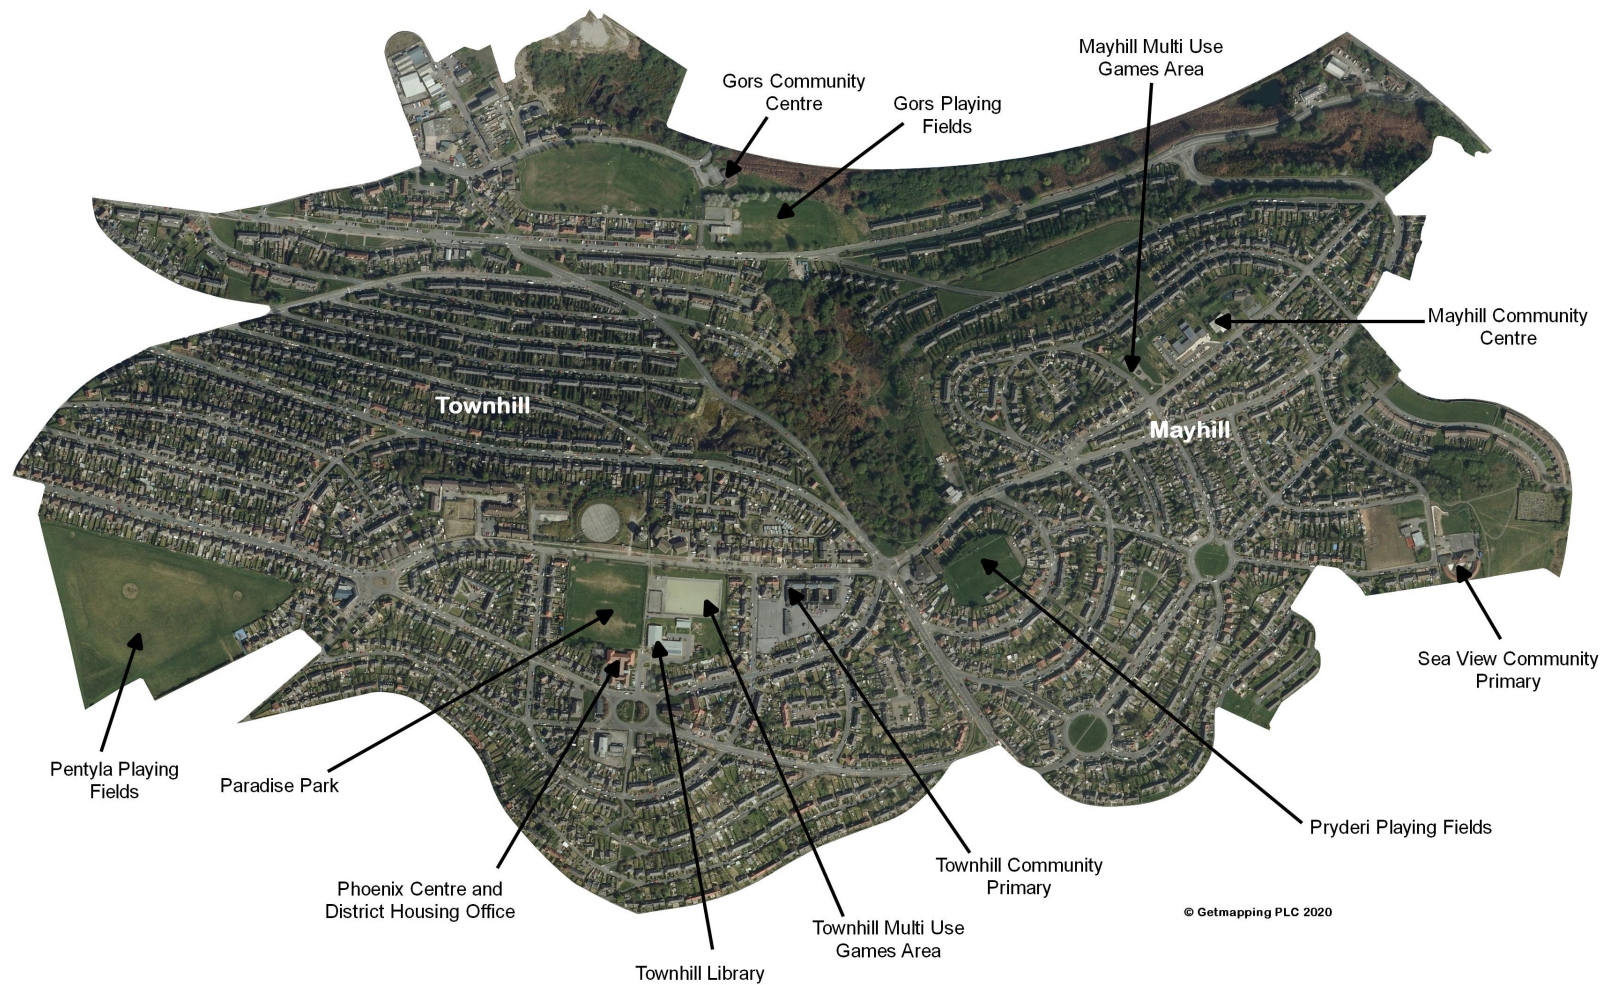 Mayhill Multi Use
Games Area
Gors Community
Centre
Gors Playing
Fields
Mayhill Community
Centre
Townhill
Mayhill
Sea View Community
Primary
Pentyla Playing
Fields
Paradise Park
Pryderi Playing Fields
Townhill Community
Primary
Phoenix Centre and
District Housing Office
© Getmapping PLC 2020
Townhill Multi Use
Games Area
Townhill Library